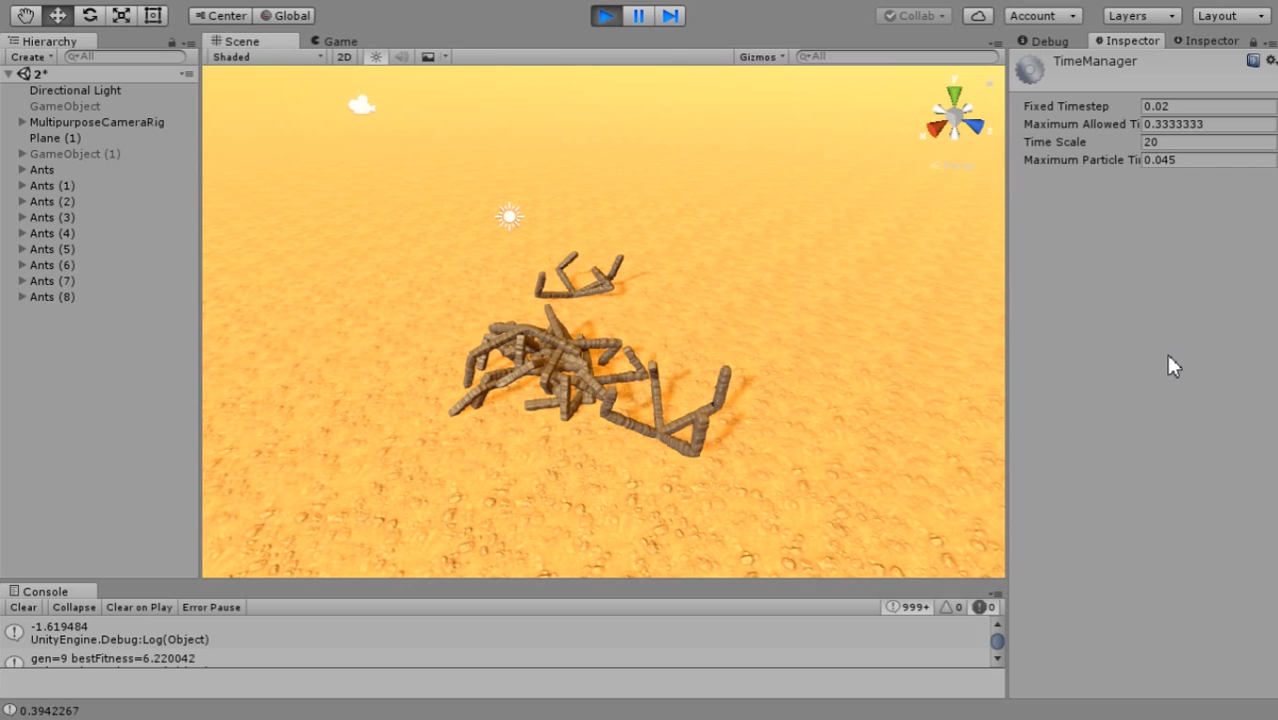 Center Global Collab Account Layers Layout
Hierarchy Scene Game Debug Inspector Inspector
Create All Shaded 2D Gizmos All
2*
Directional Light
GameObject
MultipurposeCameraRig
Plane (1)
GameObject (1)
Ants
Ants (1)
Ants (2)
Ants (3)
Ants (4)
Ants (5)
Ants (6)
Ants (7)
Ants (8)
y
x
z
TimeManager
Fixed Timestep 0.02
Maximum Allowed Ti 0.3333333
Time Scale 20
Maximum Particle Ti 0.045
Console
Clear Collapse Clear on Play Error Pause 999+ 0 0
-1.619484
UnityEngine.Debug:Log(Object)
gen=9 bestFitness=6.220042
0.3942267